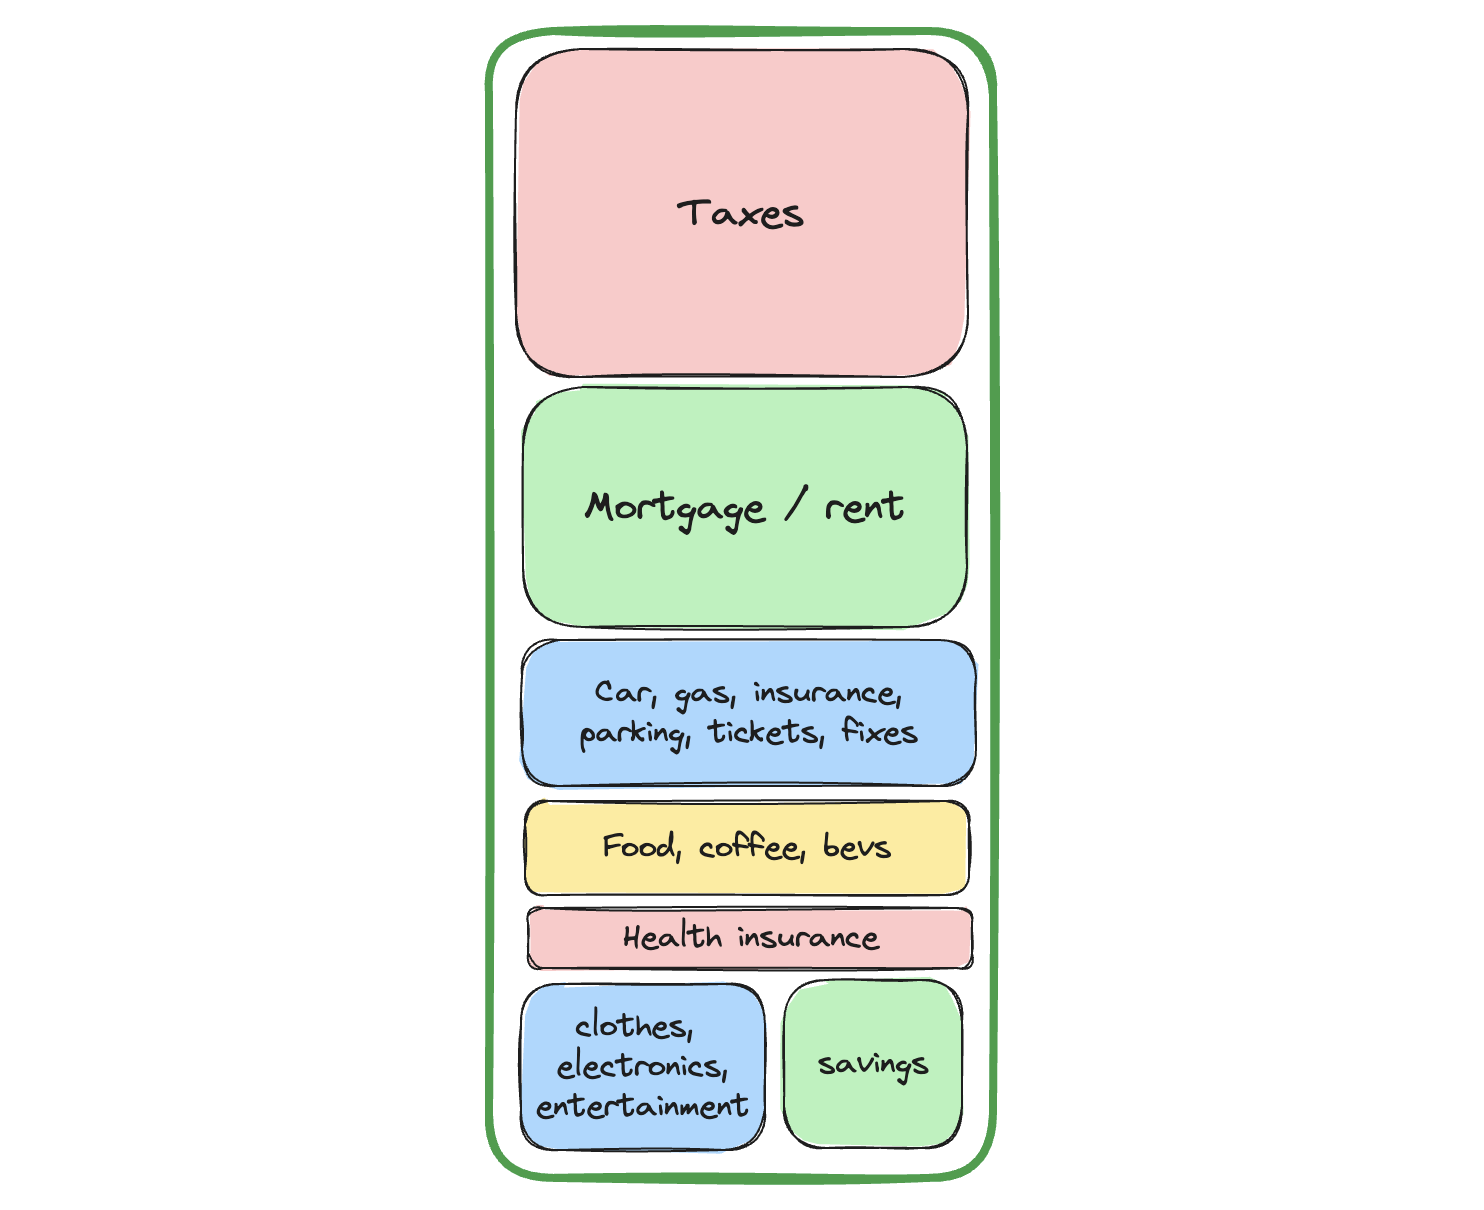 Taxes
Mortgage / rent
Car, gas, insurance,
parking, tickets, fixes
Food, coffee, bevs
Health insurance
clothes,
electronics,
entertainment
savings